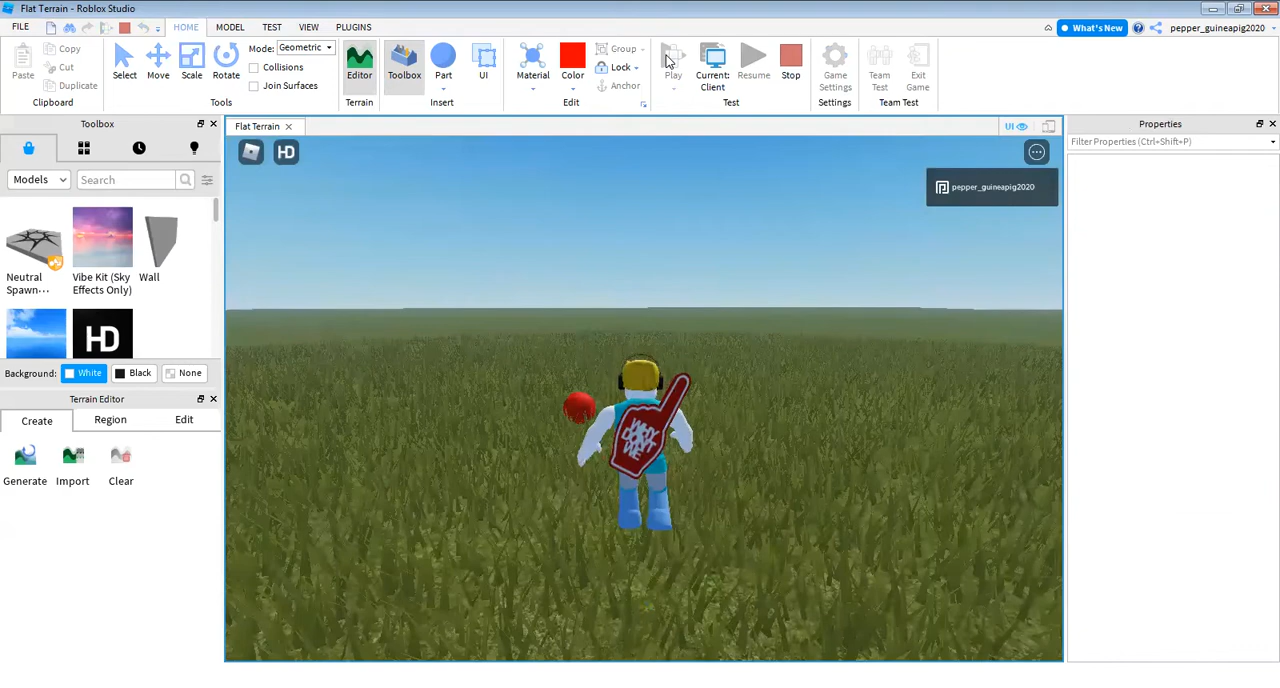 Flat Terrain - Roblox Studio
FILE HOME MODEL TEST VIEW PLUGINS What's New pepper_guineapig2020
Paste Copy Cut Duplicate
Clipboard
Select Move Scale Rotate
Mode: Geometric
Collisions
Join Surfaces
Tools
Editor
Terrain
Toolbox Part UI
Insert
Material Color Group Lock Anchor
Edit
Play Current: Client Resume Stop
Test
Game Settings
Settings
Team Test Exit Game
Team Test
Toolbox
Models Search
Neutral Spawn···
Vibe Kit (Sky Effects Only)
Wall
HD
Background: White Black None
Terrain Editor
Create Region Edit
Generate Import Clear
Flat Terrain
UI
HD
pepper_guineapig2020
WHY
DON'T
WE
Properties
Filter Properties (Ctrl+Shift+P)